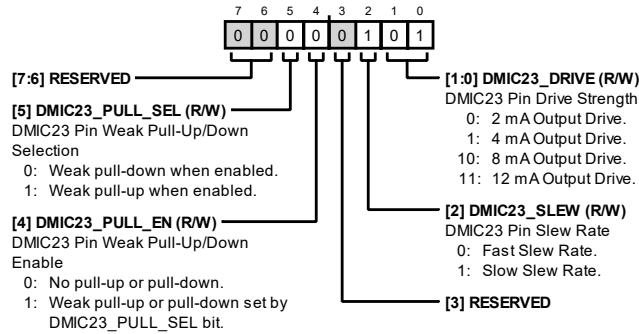 7 6 5 4 3 2 1 0
0 0 0 0 0 1 0 1
[7:6] RESERVED
[5] DMIC23_PULL_SEL (R/W)
DMIC23 Pin Weak Pull-Up/Down
Selection
0: Weak pull-down when enabled.
1: Weak pull-up when enabled.
[4] DMIC23_PULL_EN (R/W)
DMIC23 Pin Weak Pull-Up/Down
Enable
0: No pull-up or pull-down.
1: Weak pull-up or pull-down set by
DMIC23_PULL_SEL bit.
[1:0] DMIC23_DRIVE (R/W)
DMIC23 Pin Drive Strength
0: 2 mA Output Drive.
1: 4 mA Output Drive.
10: 8 mA Output Drive.
11: 12 mA Output Drive.
[2] DMIC23_SLEW (R/W)
DMIC23 Pin Slew Rate
0: Fast Slew Rate.
1: Slow Slew Rate.
[3] RESERVED